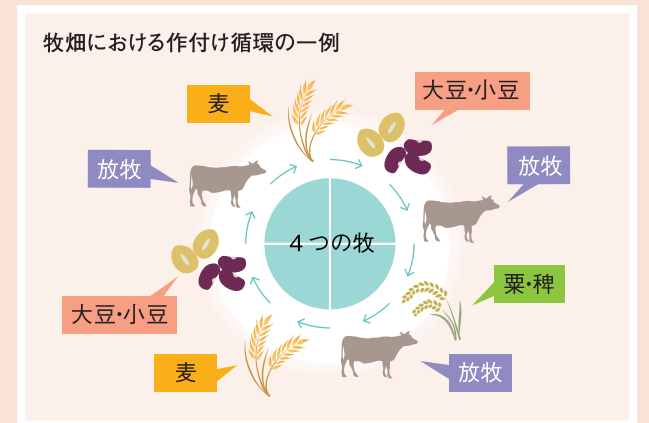 牧畑における作付け循環の一例
麦
大豆・小豆
放牧
粟・稗
放牧
麦
大豆・小豆
放牧
4つの牧